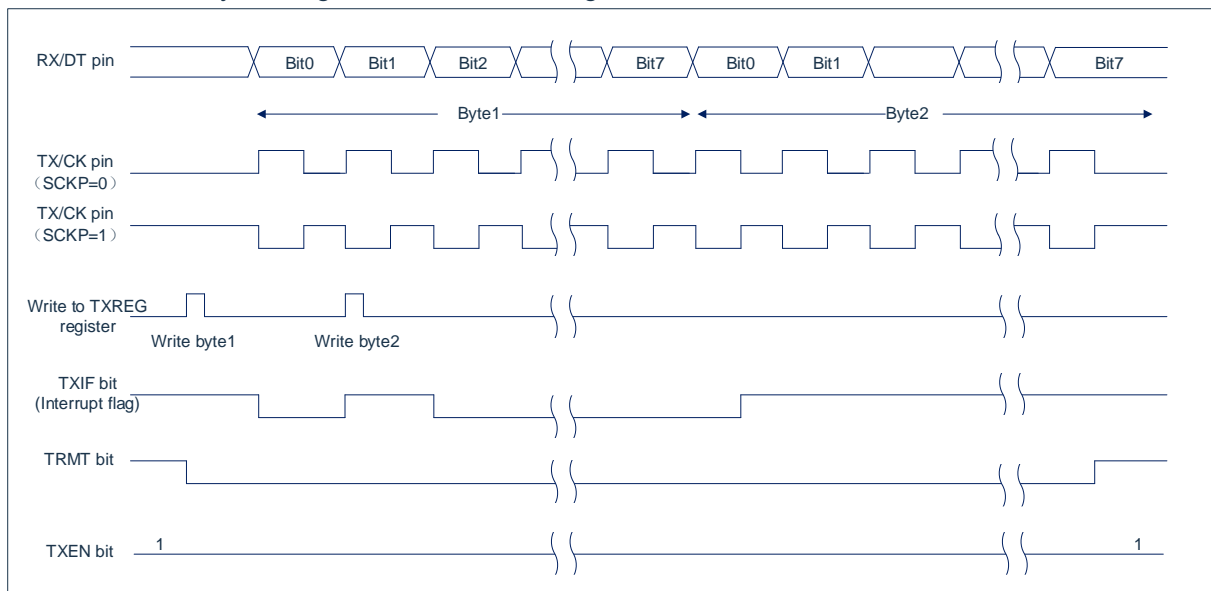 RX/DT pin
Bit0 Bit1 Bit2 Bit7 Bit0 Bit1 Bit7
Byte1 Byte2
TX/CK pin
（SCKP=0）
TX/CK pin
（SCKP=1）
Write to TXREG
register
Write byte1 Write byte2
TXIF bit
(Interrupt flag)
TRMT bit
TXEN bit 1 1